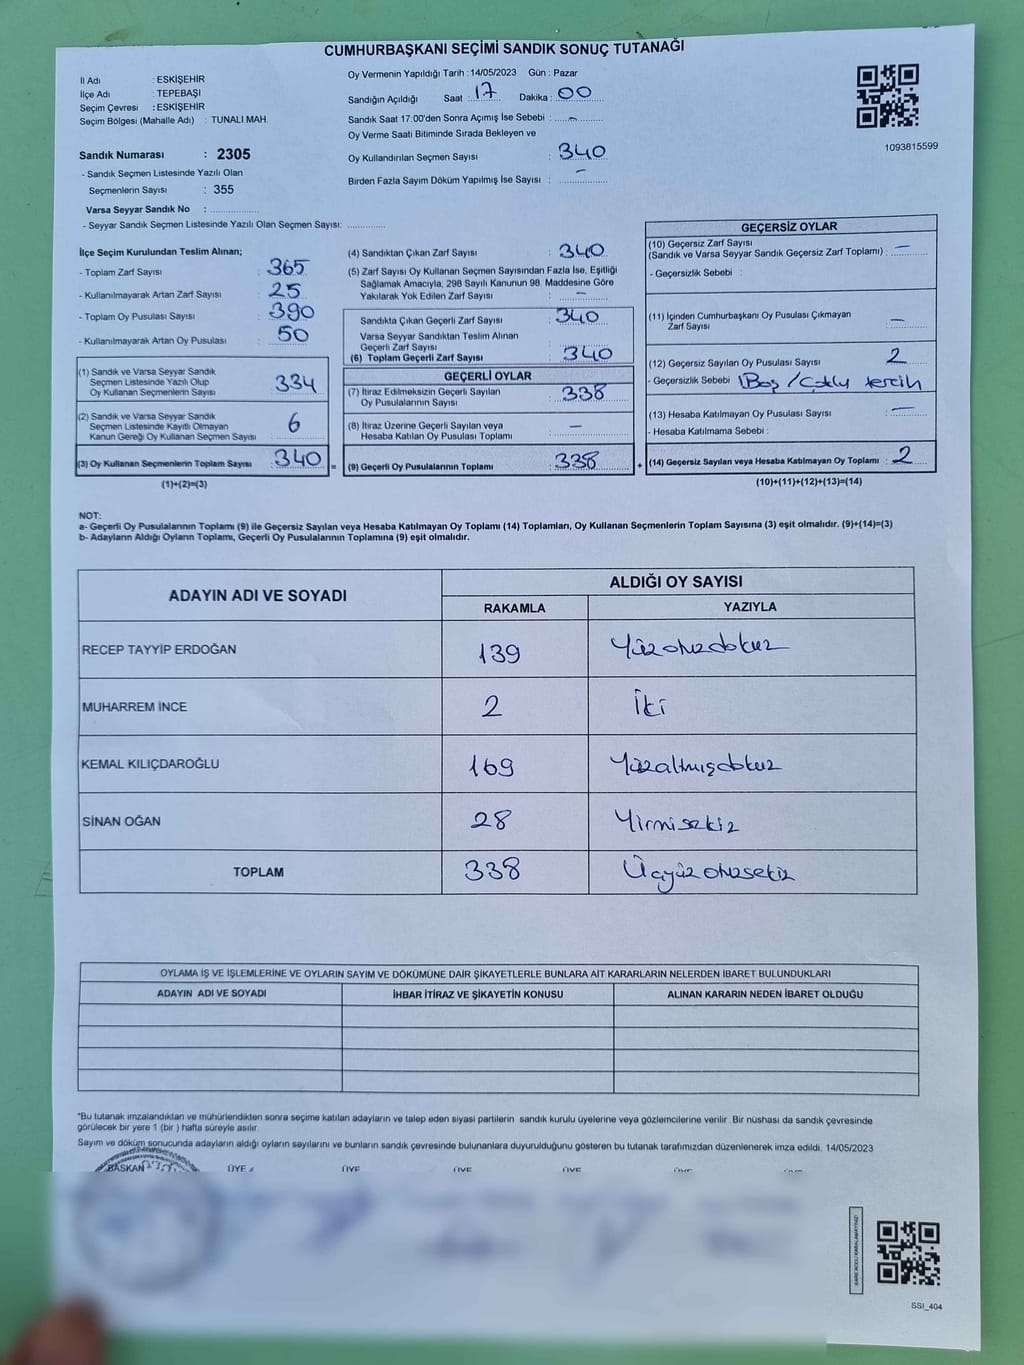 CUMHURBAŞKANI SEÇİMİ SANDIK SONUÇ TUTANAĞI
İl Adı : ESKİŞEHİR
İlçe Adı : TEPEBAŞI
Seçim Çevresi : ESKİŞEHİR
Seçim Bölgesi (Mahalle Adı) : TUNALI MAH.
Sandık Numarası : 2305
- Sandık Seçmen Listesinde Yazılı Olan
Seçmenlerin Sayısı : 355
Varsa Seyyar Sandık No : ................
- Seyyar Sandık Seçmen Listesinde Yazılı Olan Seçmen Sayısı: ............
Oy Vermenin Yapıldığı Tarih : 14/05/2023 Gün : Pazar
Sandığın Açıldığı Saat : 17 Dakika : 00
Sandık Saat 17:00'den Sonra Açımış İse Sebebi : -
Oy Verme Saati Bitiminde Sırada Bekleyen ve
Oy Kullandırılan Seçmen Sayısı : 340
Birden Fazla Sayım Döküm Yapılmış İse Sayısı : -
1093815599
İlçe Seçim Kurulundan Teslim Alınan;
- Toplam Zarf Sayısı : 365
- Kullanılmayarak Artan Zarf Sayısı : 25
- Toplam Oy Pusulası Sayısı : 390
- Kullanılmayarak Artan Oy Pusulası : 50
(1) Sandık ve Varsa Seyyar Sandık
Seçmen Listesinde Yazılı Olup
Oy Kullanan Seçmenlerin Sayısı : 334
(2) Sandık ve Varsa Seyyar Sandık
Seçmen Listesinde Kayıtlı Olmayan
Kanun Gereği Oy Kullanan Seçmen Sayısı : 6
(3) Oy Kullanan Seçmenlerin Toplam Sayısı : 340 =
(1)+(2)=(3)
(4) Sandıktan Çıkan Zarf Sayısı : 340
(5) Zarf Sayısı Oy Kullanan Seçmen Sayısından Fazla İse, Eşitliği
Sağlamak Amacıyla; 298 Sayılı Kanunun 98. Maddesine Göre
Yakılarak Yok Edilen Zarf Sayısı : -
Sandıkta Çıkan Geçerli Zarf Sayısı : 340
Varsa Seyyar Sandıktan Teslim Alınan
Geçerli Zarf Sayısı
(6) Toplam Geçerli Zarf Sayısı : 340
GEÇERLİ OYLAR
(7) İtiraz Edilmeksizin Geçerli Sayılan
Oy Pusulalarının Sayısı : 338
(8) İtiraz Üzerine Geçerli Sayılan veya
Hesaba Katılan Oy Pusulası Toplamı : -
(9) Geçerli Oy Pusulalarının Toplamı : 338 +
GEÇERSİZ OYLAR
(10) Geçersiz Zarf Sayısı
(Sandık ve Varsa Seyyar Sandık Geçersiz Zarf Toplamı) : -
- Geçersizlik Sebebi :
(11) İçinden Cumhurbaşkanı Oy Pusulası Çıkmayan
Zarf Sayısı : -
(12) Geçersiz Sayılan Oy Pusulası Sayısı : 2
- Geçersizlik Sebebi : 1Boş / Çoklu tercih
(13) Hesaba Katılmayan Oy Pusulası Sayısı : -
- Hesaba Katılmama Sebebi :
(14) Geçersiz Sayılan veya Hesaba Katılmayan Oy Toplamı : 2
(10)+(11)+(12)+(13)=(14)
NOT:
a- Geçerli Oy Pusulalarının Toplamı (9) ile Geçersiz Sayılan veya Hesaba Katılmayan Oy Toplamı (14) Toplamları, Oy Kullanan Seçmenlerin Toplam Sayısına (3) eşit olmalıdır. (9)+(14)=(3)
b- Adayların Aldığı Oyların Toplamı, Geçerli Oy Pusulalarının Toplamına (9) eşit olmalıdır.
ADAYIN ADI VE SOYADI ALDIĞI OY SAYISI
RAKAMLA YAZIYLA
RECEP TAYYİP ERDOĞAN 139 Yüzotuzdokuz
MUHARREM İNCE 2 İki
KEMAL KILIÇDAROĞLU 169 Yüzaltmışdokuz
SİNAN OĞAN 28 Yirmisekiz
TOPLAM 338 Üçyüzotuzsekiz
OYLAMA İŞ VE İŞLEMLERİNE VE OYLARIN SAYIM VE DÖKÜMÜNE DAİR ŞİKAYETLERLE BUNLARA AİT KARARLARIN NELERDEN İBARET BULUNDUKLARI
ADAYIN ADI VE SOYADI İHBAR İTİRAZ VE ŞİKAYETİN KONUSU ALINAN KARARIN NEDEN İBARET OLDUĞU
*Bu tutanak imzalandıktan ve mühürlendikten sonra seçime katılan adayların ve talep eden siyasi partilerin sandık kurulu üyelerine veya gözlemcilerine verilir. Bir nüshası da sandık çevresinde
görülecek bir yere 1 (bir ) hafta süreyle asılır.
Sayım ve döküm sonucunda adayların aldığı oyların sayılarını ve bunların sandık çevresinde bulunanlara duyurulduğunu gösteren bu tutanak tarafımızdan düzenlenerek imza edildi. 14/05/2023
BAŞKAN ÜYE ÜYE ÜYE ÜYE ÜYE ÜYE
SSI_404